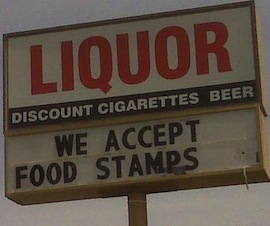 LIQUOR
DISCOUNT CIGARETTES BEER
WE ACCEPT
FOOD STAMPS